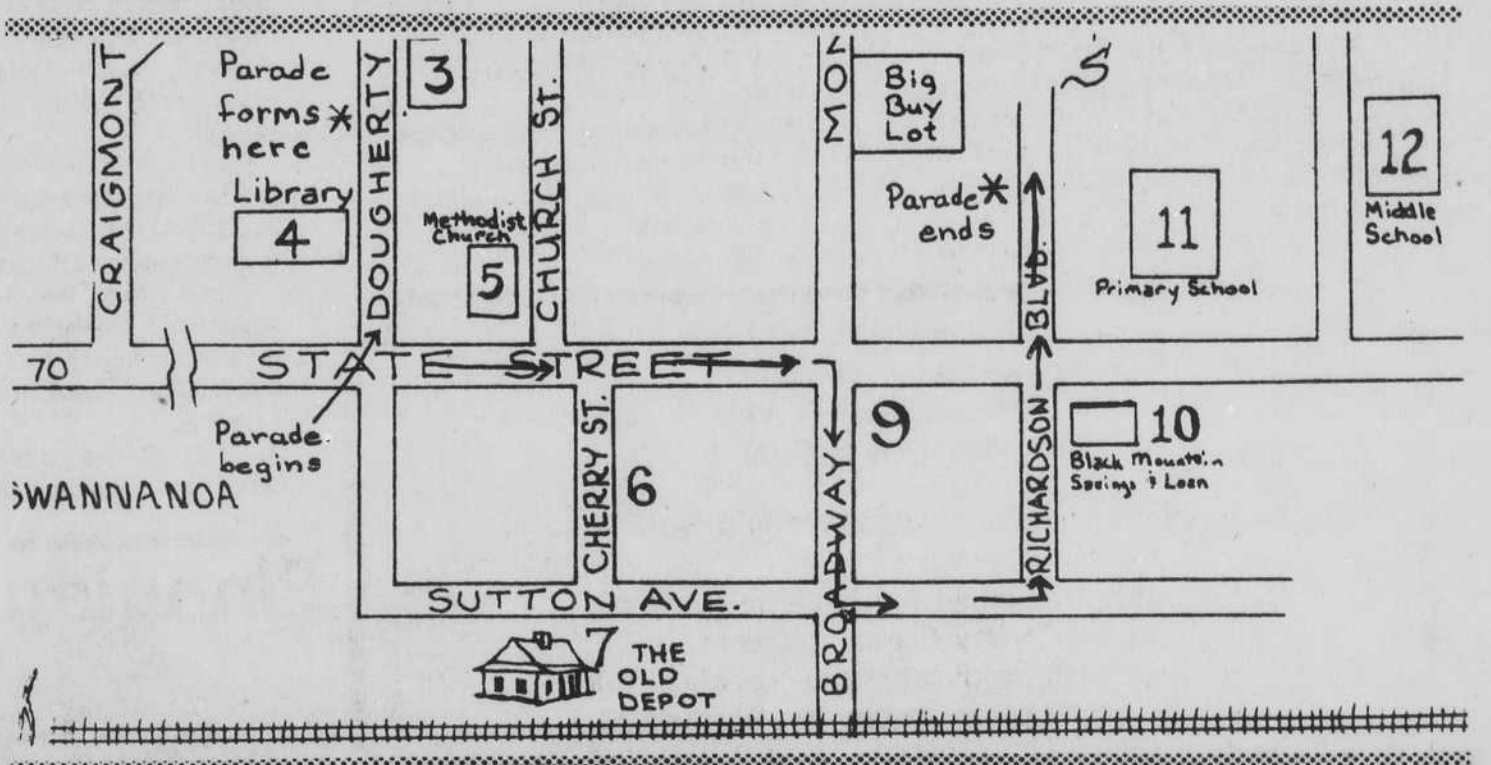 CRAIGMONT
Parade
forms*
here
Library
4
DOUGHERTY
3
Methodist
Church
5
CHURCH ST.
Big
Buy
Lot
Parade*
ends
BLVD.
11
Primary School
12
Middle
School
70
STATE STREET
Parade
begins
SWANNANOA
CHERRY ST.
6
BROADWAY
9
RICHARDSON
10
Black Mountain
Savings & Loan
SUTTON AVE.
7
THE
OLD
DEPOT